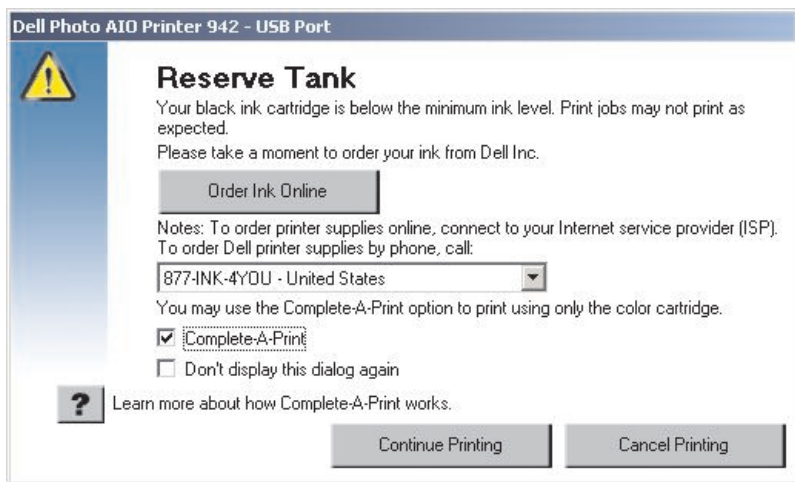 Dell Photo AIO Printer 942 - USB Port
Reserve Tank
Your black ink cartridge is below the minimum ink level. Print jobs may not print as
expected.
Please take a moment to order your ink from Dell Inc.
Order Ink Online
Notes: To order printer supplies online, connect to your Internet service provider (ISP).
To order Dell printer supplies by phone, call:
877-INK-4YOU - United States
You may use the Complete-A-Print option to print using only the color cartridge.
Complete-A-Print
Don't display this dialog again
? Learn more about how Complete-A-Print works.
Continue Printing Cancel Printing